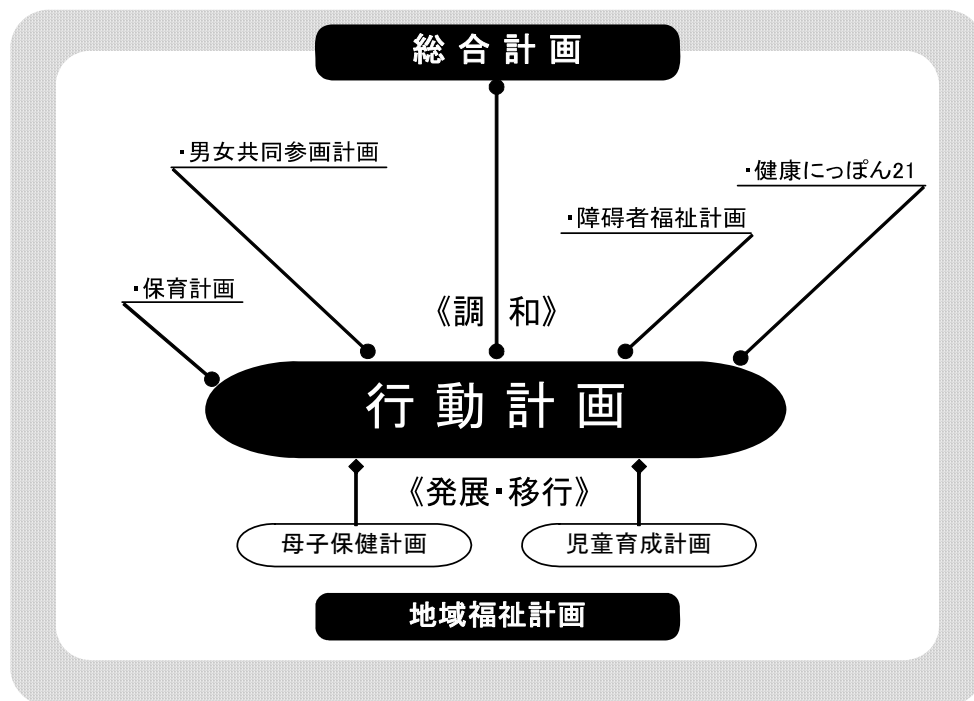 総合計画
・男女共同参画計画
・健康にっぽん21
・障碍者福祉計画
・保育計画
《調 和》
行動計画
《発展・移行》
母子保健計画
児童育成計画
地域福祉計画